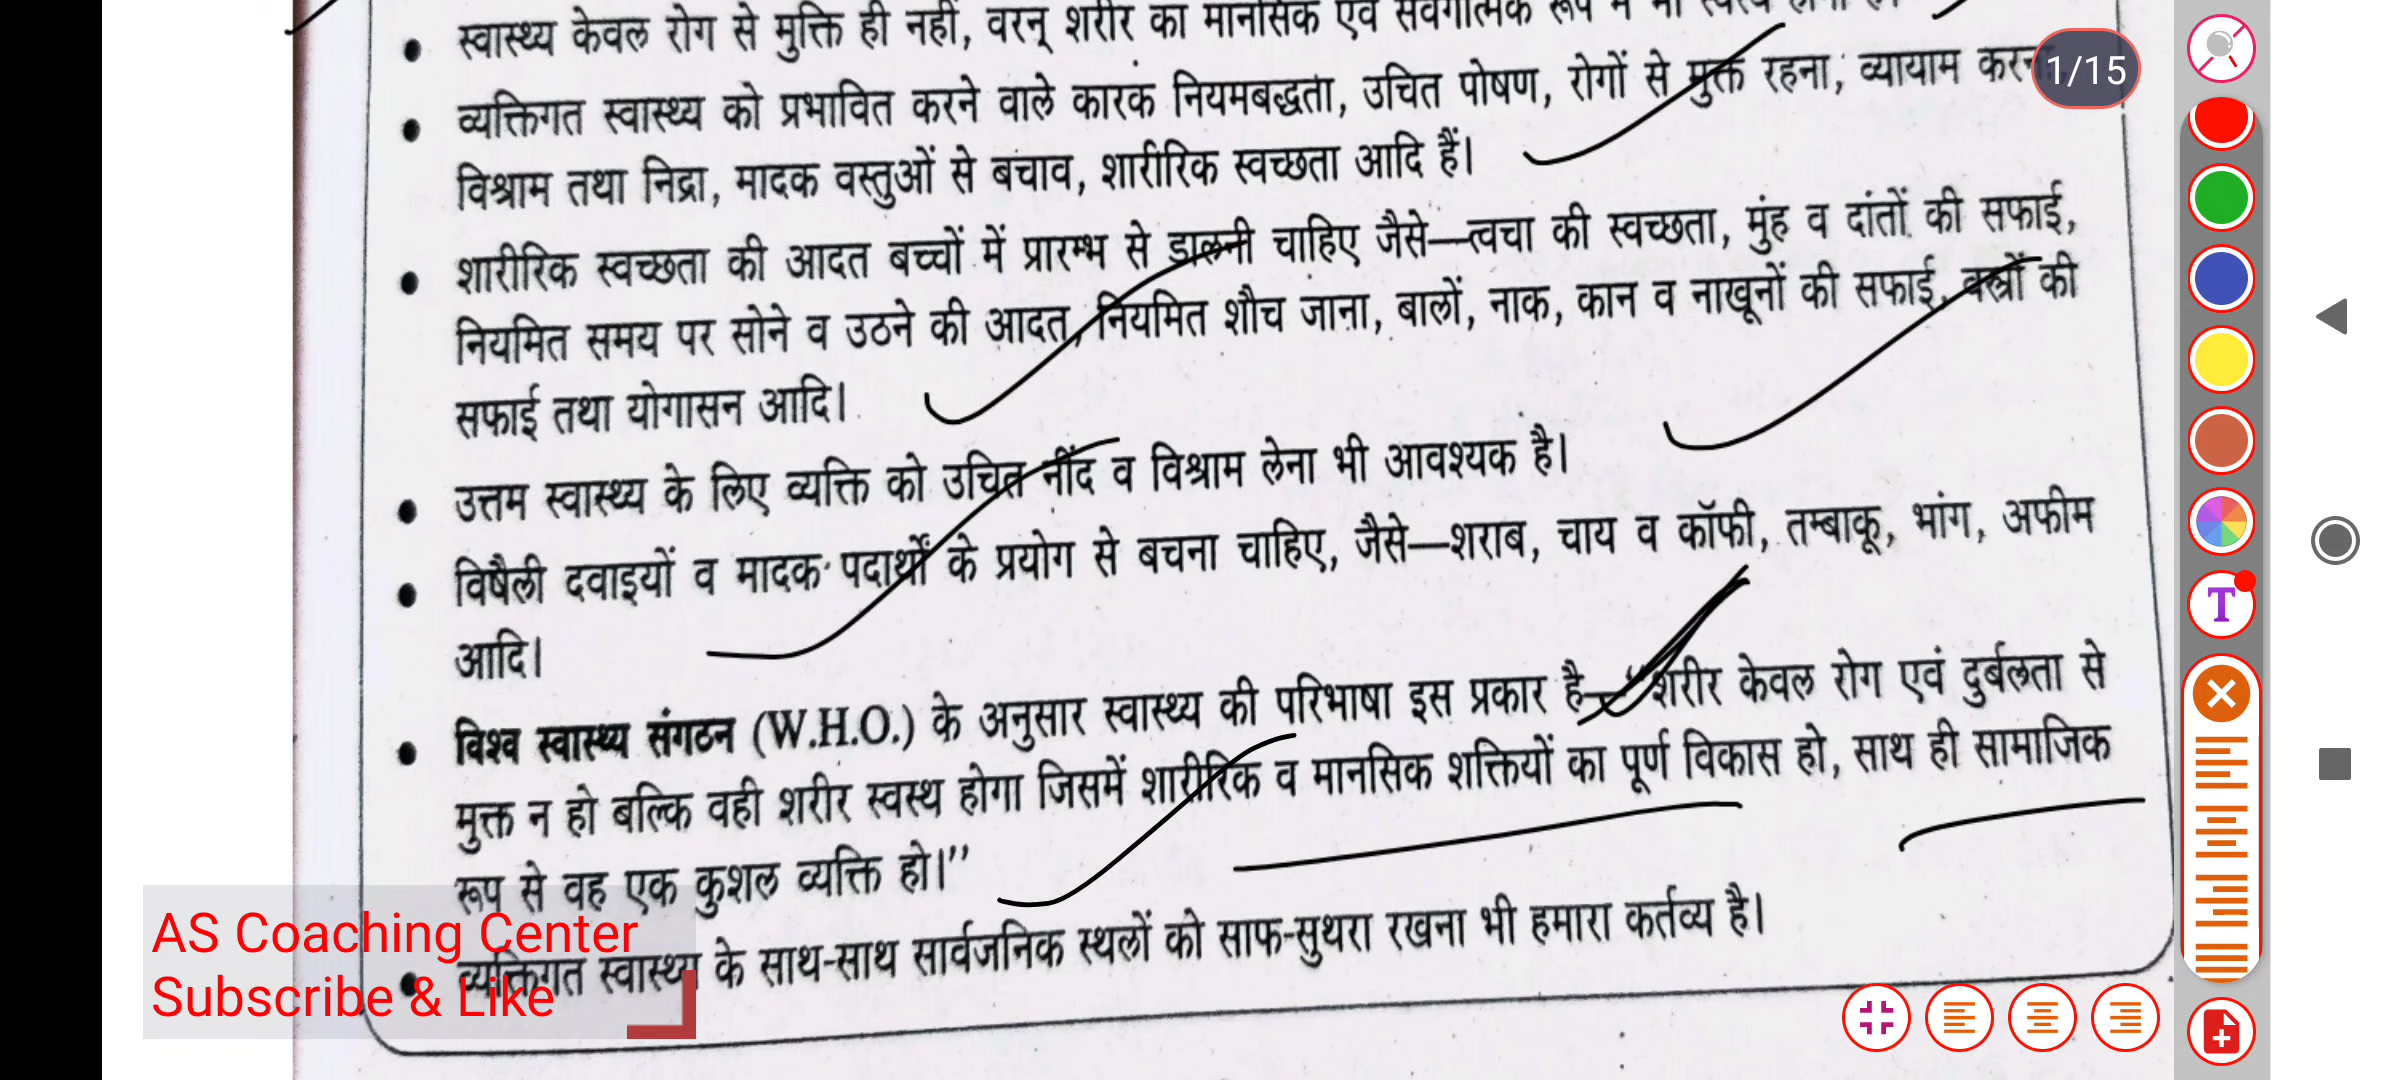 स्वास्थ्य केवल रोग से मुक्ति ही नहीं, वरन् शरीर का मानसिक एवं संवेगात्मक रूप में भी स्वस्थ होना है।
1/15
व्यक्तिगत स्वास्थ्य को प्रभावित करने वाले कारक नियमबद्धता, उचित पोषण, रोगों से मुक्त रहना, व्यायाम करना,
विश्राम तथा निद्रा, मादक वस्तुओं से बचाव, शारीरिक स्वच्छता आदि हैं।
शारीरिक स्वच्छता की आदत बच्चों में प्रारम्भ से डालनी चाहिए जैसे—त्वचा की स्वच्छता, मुंह व दांतों की सफाई,
नियमित समय पर सोने व उठने की आदत, नियमित शौच जाना, बालों, नाक, कान व नाखूनों की सफाई, वस्त्रों की
सफाई तथा योगासन आदि।
उत्तम स्वास्थ्य के लिए व्यक्ति को उचित नींद व विश्राम लेना भी आवश्यक है।
विषैली दवाइयों व मादक पदार्थों के प्रयोग से बचना चाहिए, जैसे—शराब, चाय व कॉफी, तम्बाकू, भांग, अफीम
आदि।
विश्व स्वास्थ्य संगठन (W.H.O.) के अनुसार स्वास्थ्य की परिभाषा इस प्रकार है—“शरीर केवल रोग एवं दुर्बलता से
मुक्त न हो बल्कि वही शरीर स्वस्थ होगा जिसमें शारीरिक व मानसिक शक्तियों का पूर्ण विकास हो, साथ ही सामाजिक
रूप से वह एक कुशल व्यक्ति हो।”
व्यक्तिगत स्वास्थ्य के साथ-साथ सार्वजनिक स्थलों को साफ-सुथरा रखना भी हमारा कर्तव्य है।
AS Coaching Center
Subscribe & Like
T